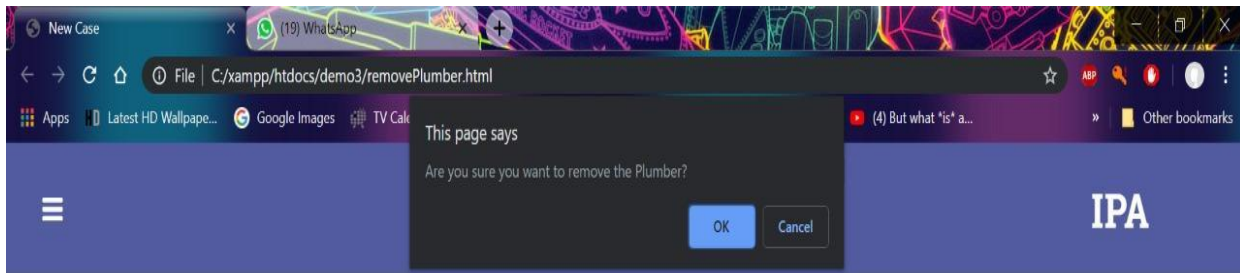 New Case
(19) WhatsApp
File | C:/xampp/htdocs/demo3/removePlumber.html
ABP
Apps HD Latest HD Wallpape... Google Images TV Calc (4) But what *is* a... » Other bookmarks
This page says
Are you sure you want to remove the Plumber?
OK Cancel
IPA